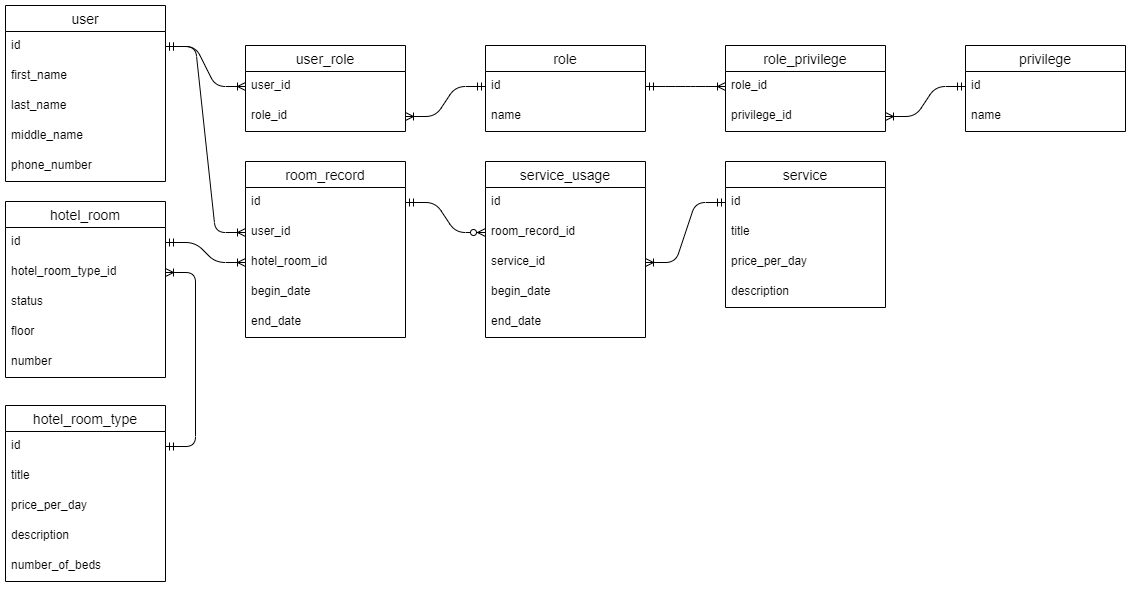 user
id
first_name
last_name
middle_name
phone_number
user_role
user_id
role_id
role
id
name
role_privilege
role_id
privilege_id
privilege
id
name
hotel_room
id
hotel_room_type_id
status
floor
number
room_record
id
user_id
hotel_room_id
begin_date
end_date
service_usage
id
room_record_id
service_id
begin_date
end_date
service
id
title
price_per_day
description
hotel_room_type
id
title
price_per_day
description
number_of_beds